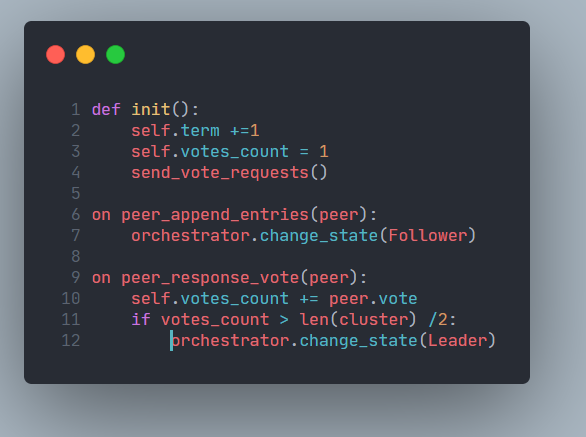 1 def init():
2 self.term +=1
3 self.votes_count = 1
4 send_vote_requests()
5
6 on peer_append_entries(peer):
7 orchestrator.change_state(Follower)
8
9 on peer_response_vote(peer):
10 self.votes_count += peer.vote
11 if votes_count > len(cluster) /2:
12 orchestrator.change_state(Leader)